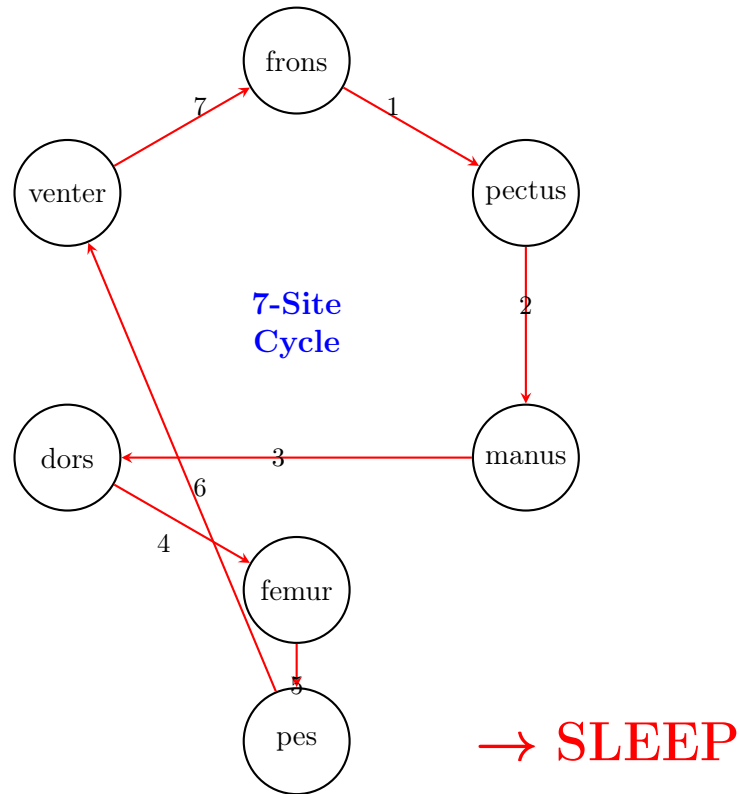 frons
7
1
venter
pectus
7-Site
Cycle
2
dors
3
manus
6
4
femur
5
pes
→ SLEEP